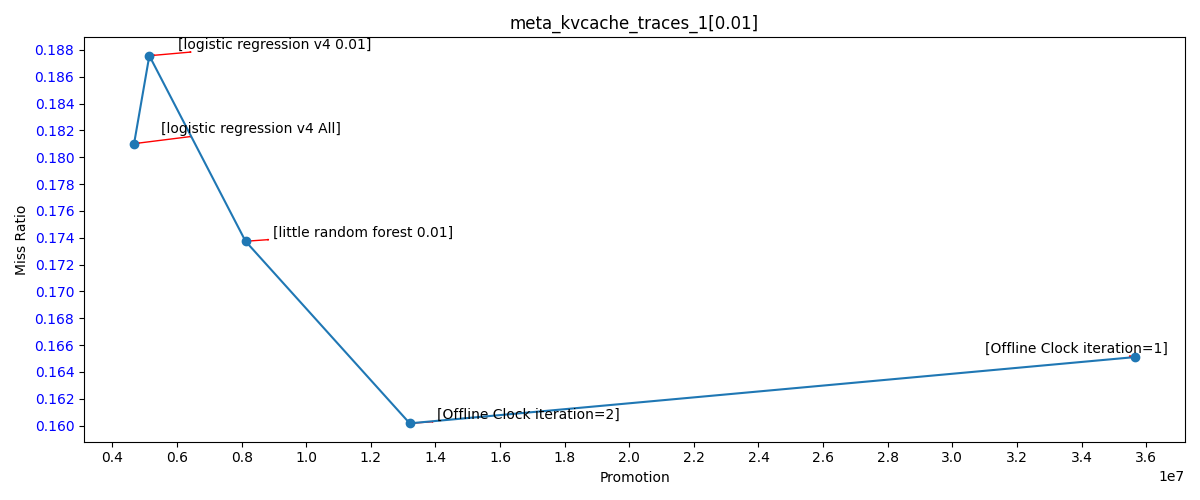 meta_kvcache_traces_1[0.01]
Miss Ratio
0.188
0.186
0.184
0.182
0.180
0.178
0.176
0.174
0.172
0.170
0.168
0.166
0.164
0.162
0.160
[logistic regression v4 0.01]
[logistic regression v4 All]
[little random forest 0.01]
[Offline Clock iteration=1]
[Offline Clock iteration=2]
0.4 0.6 0.8 1.0 1.2 1.4 1.6 1.8 2.0 2.2 2.4 2.6 2.8 3.0 3.2 3.4 3.6
1e7
Promotion